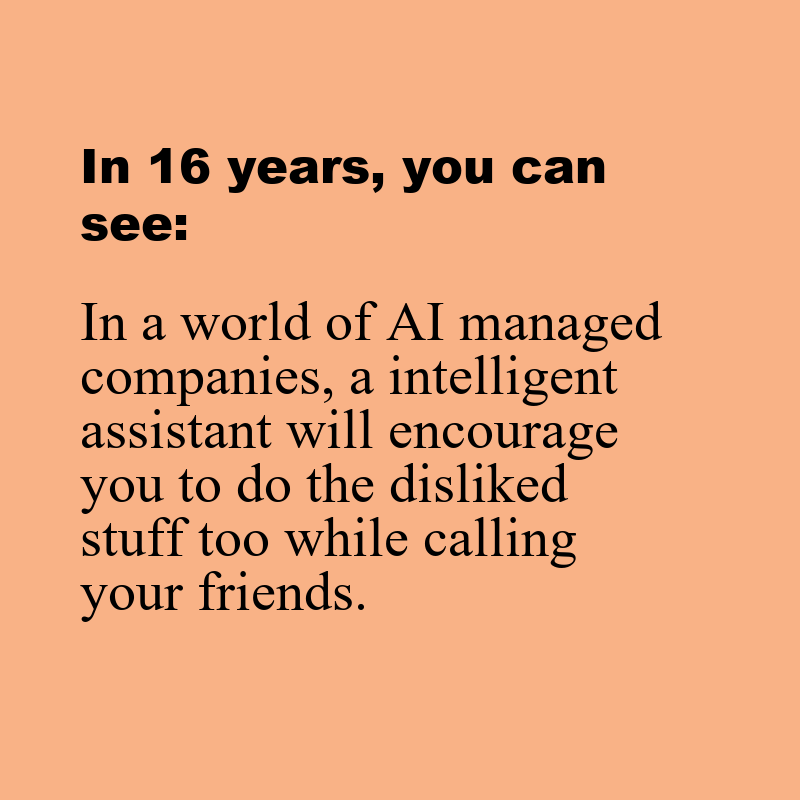 In 16 years, you can
see:
In a world of AI managed
companies, a intelligent
assistant will encourage
you to do the disliked
stuff too while calling
your friends.